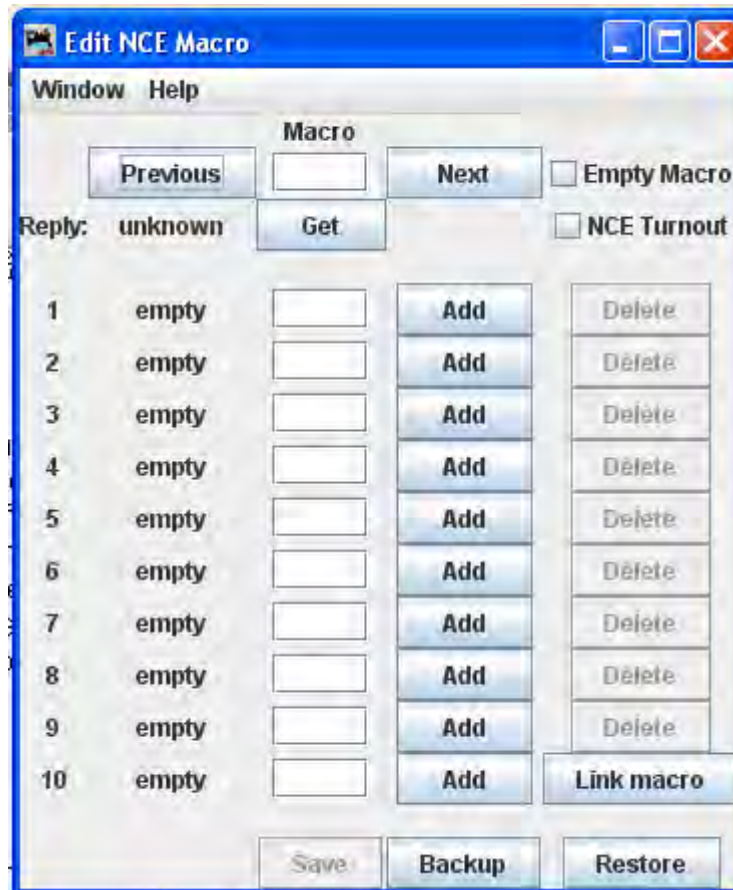 Edit NCE Macro
Window Help
Macro
Previous Next Empty Macro
Reply: unknown Get NCE Turnout
1 empty Add Delete
2 empty Add Delete
3 empty Add Delete
4 empty Add Delete
5 empty Add Delete
6 empty Add Delete
7 empty Add Delete
8 empty Add Delete
9 empty Add Delete
10 empty Add Link macro
Save Backup Restore